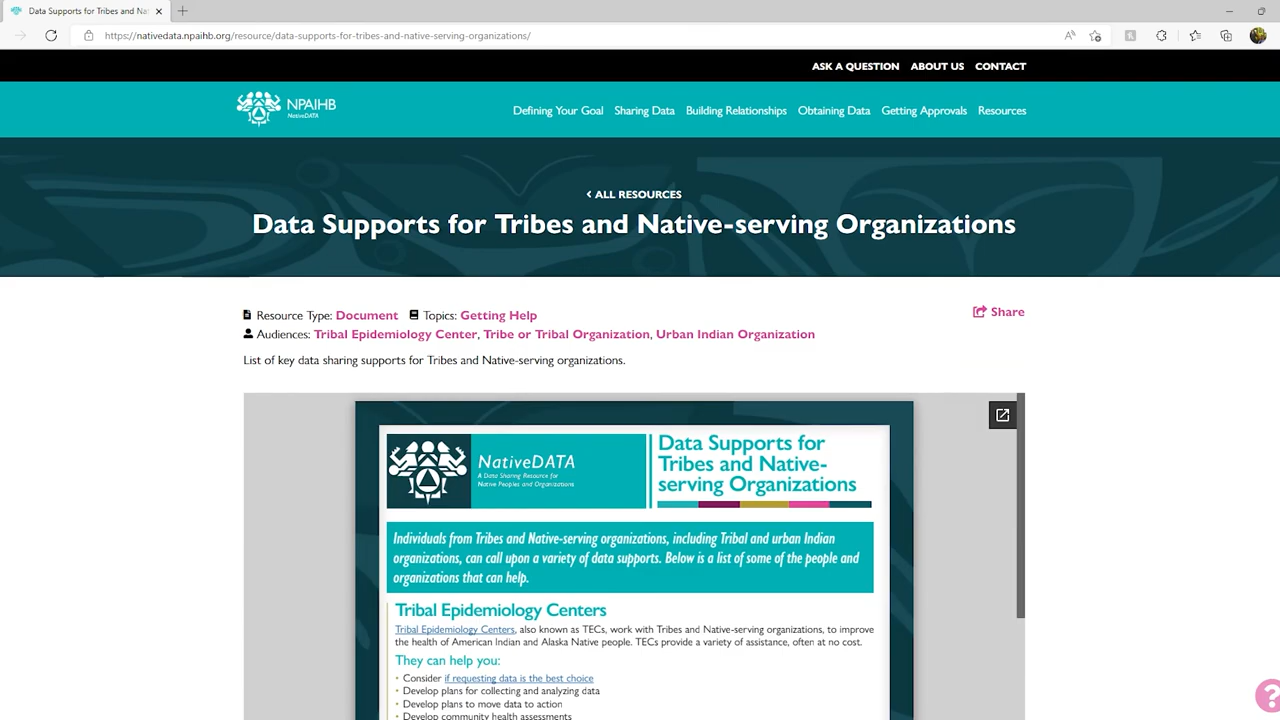 Data Supports for Tribes and Na
https://nativedata.npaihb.org/resource/data-supports-for-tribes-and-native-serving-organizations/
ASK A QUESTION ABOUT US CONTACT
NPAIHB
NativeDATA
Defining Your Goal Sharing Data Building Relationships Obtaining Data Getting Approvals Resources
< ALL RESOURCES
Data Supports for Tribes and Native-serving Organizations
Resource Type: Document Topics: Getting Help
Share
Audiences: Tribal Epidemiology Center, Tribe or Tribal Organization, Urban Indian Organization
List of key data sharing supports for Tribes and Native-serving organizations.
NativeDATA
A Data Sharing Resource for
Native Peoples and Organizations
Data Supports for
Tribes and Native-
serving Organizations
Individuals from Tribes and Native-serving organizations, including Tribal and urban Indian
organizations, can call upon a variety of data supports. Below is a list of some of the people and
organizations that can help.
Tribal Epidemiology Centers
Tribal Epidemiology Centers, also known as TECs, work with Tribes and Native-serving organizations, to improve
the health of American Indian and Alaska Native people. TECs provide a variety of assistance, often at no cost.
They can help you:
• Consider if requesting data is the best choice
• Develop plans for collecting and analyzing data
• Develop plans to move data to action
• Develop community health assessments
?